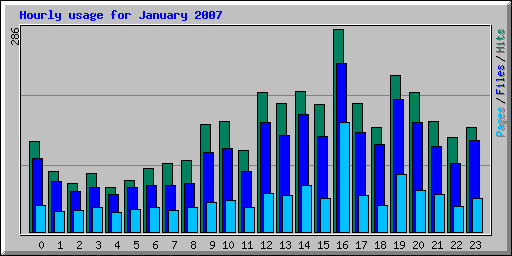 Hourly usage for January 2007
286
Pages / Files / Hits
0 1 2 3 4 5 6 7 8 9 10 11 12 13 14 15 16 17 18 19 20 21 22 23